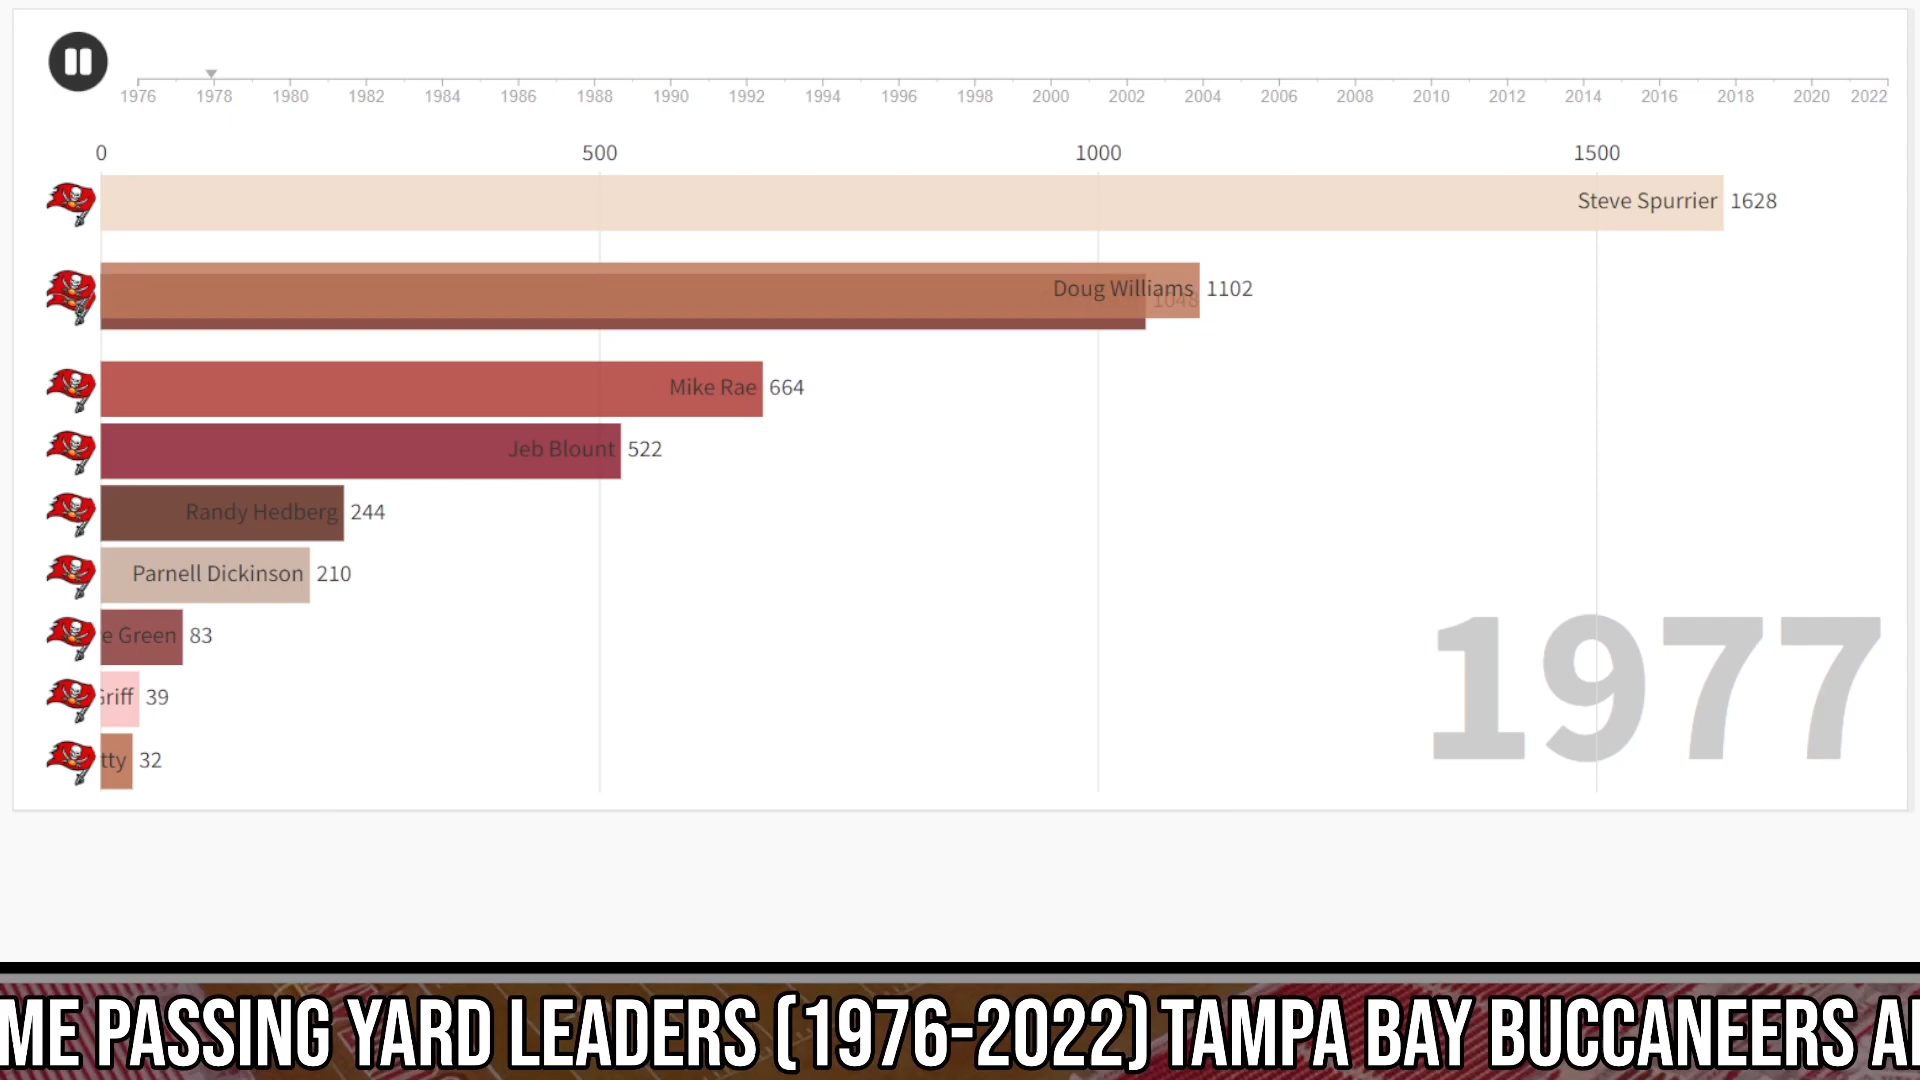 1976 1978 1980 1982 1984 1986 1988 1990 1992 1994 1996 1998 2000 2002 2004 2006 2008 2010 2012 2014 2016 2018 2020 2022
0 500 1000 1500
Steve Spurrier 1628
Doug Williams 1102
1048
Mike Rae 664
Jeb Blount 522
Randy Hedberg 244
Parnell Dickinson 210
e Green 83
Griff 39
tty 32
1977
ME PASSING YARD LEADERS (1976-2022) TAMPA BAY BUCCANEERS A